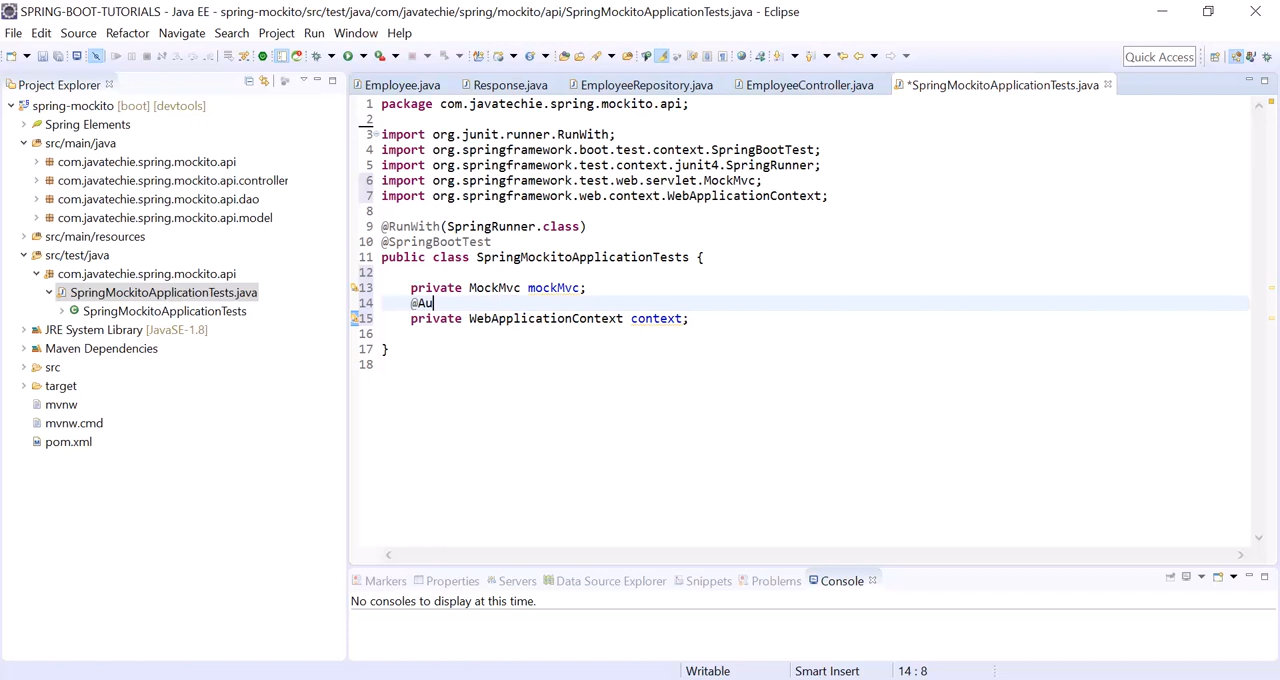 SPRING-BOOT-TUTORIALS - Java EE - spring-mockito/src/test/java/com/javatechie/spring/mockito/api/SpringMockitoApplicationTests.java - Eclipse
File Edit Source Refactor Navigate Search Project Run Window Help
Quick Access
Project Explorer
spring-mockito [boot] [devtools]
Spring Elements
src/main/java
com.javatechie.spring.mockito.api
com.javatechie.spring.mockito.api.controller
com.javatechie.spring.mockito.api.dao
com.javatechie.spring.mockito.api.model
src/main/resources
src/test/java
com.javatechie.spring.mockito.api
SpringMockitoApplicationTests.java
SpringMockitoApplicationTests
JRE System Library [JavaSE-1.8]
Maven Dependencies
src
target
mvnw
mvnw.cmd
pom.xml
Employee.java Response.java EmployeeRepository.java EmployeeController.java *SpringMockitoApplicationTests.java
1 package com.javatechie.spring.mockito.api;
2
3 import org.junit.runner.RunWith;
4 import org.springframework.boot.test.context.SpringBootTest;
5 import org.springframework.test.context.junit4.SpringRunner;
6 import org.springframework.test.web.servlet.MockMvc;
7 import org.springframework.web.context.WebApplicationContext;
8
9 @RunWith(SpringRunner.class)
10 @SpringBootTest
11 public class SpringMockitoApplicationTests {
12
13 private MockMvc mockMvc;
14 @Au
15 private WebApplicationContext context;
16
17 }
18
Markers Properties Servers Data Source Explorer Snippets Problems Console
No consoles to display at this time.
Writable Smart Insert 14 : 8